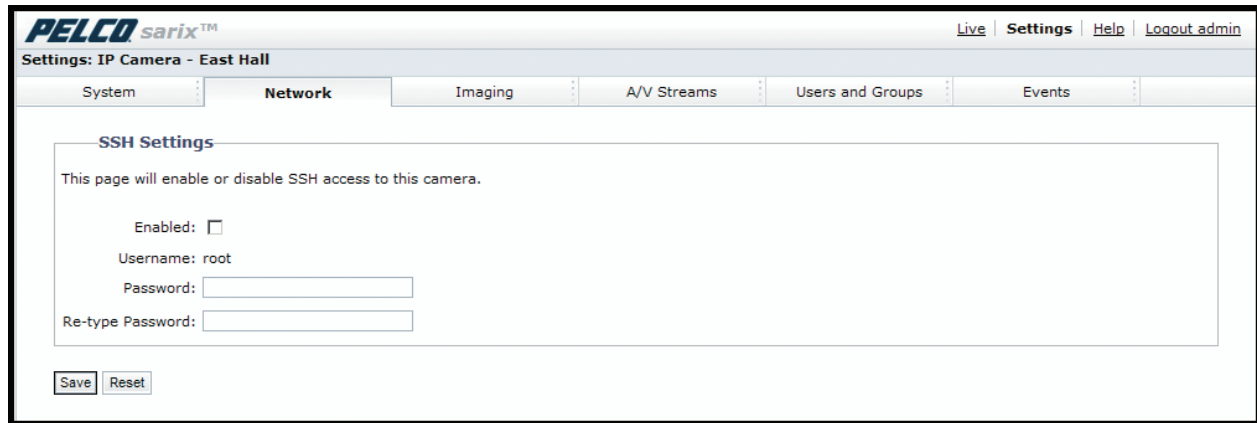 PELCO sarix™ Live Settings Help Logout admin
Settings: IP Camera - East Hall
System Network Imaging A/V Streams Users and Groups Events
SSH Settings
This page will enable or disable SSH access to this camera.
Enabled:
Username: root
Password:
Re-type Password:
Save Reset